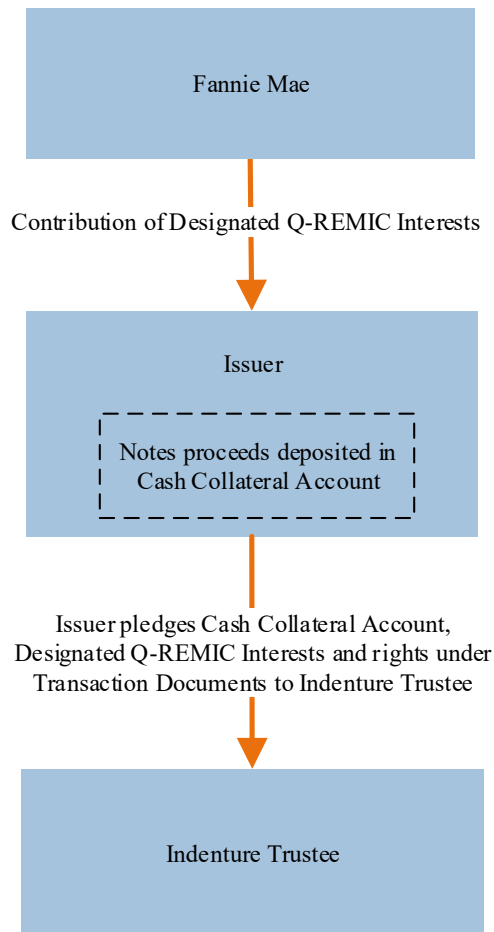 Fannie Mae
Contribution of Designated Q-REMIC Interests
Issuer
Notes proceeds deposited in
Cash Collateral Account
Issuer pledges Cash Collateral Account,
Designated Q-REMIC Interests and rights under
Transaction Documents to Indenture Trustee
Indenture Trustee